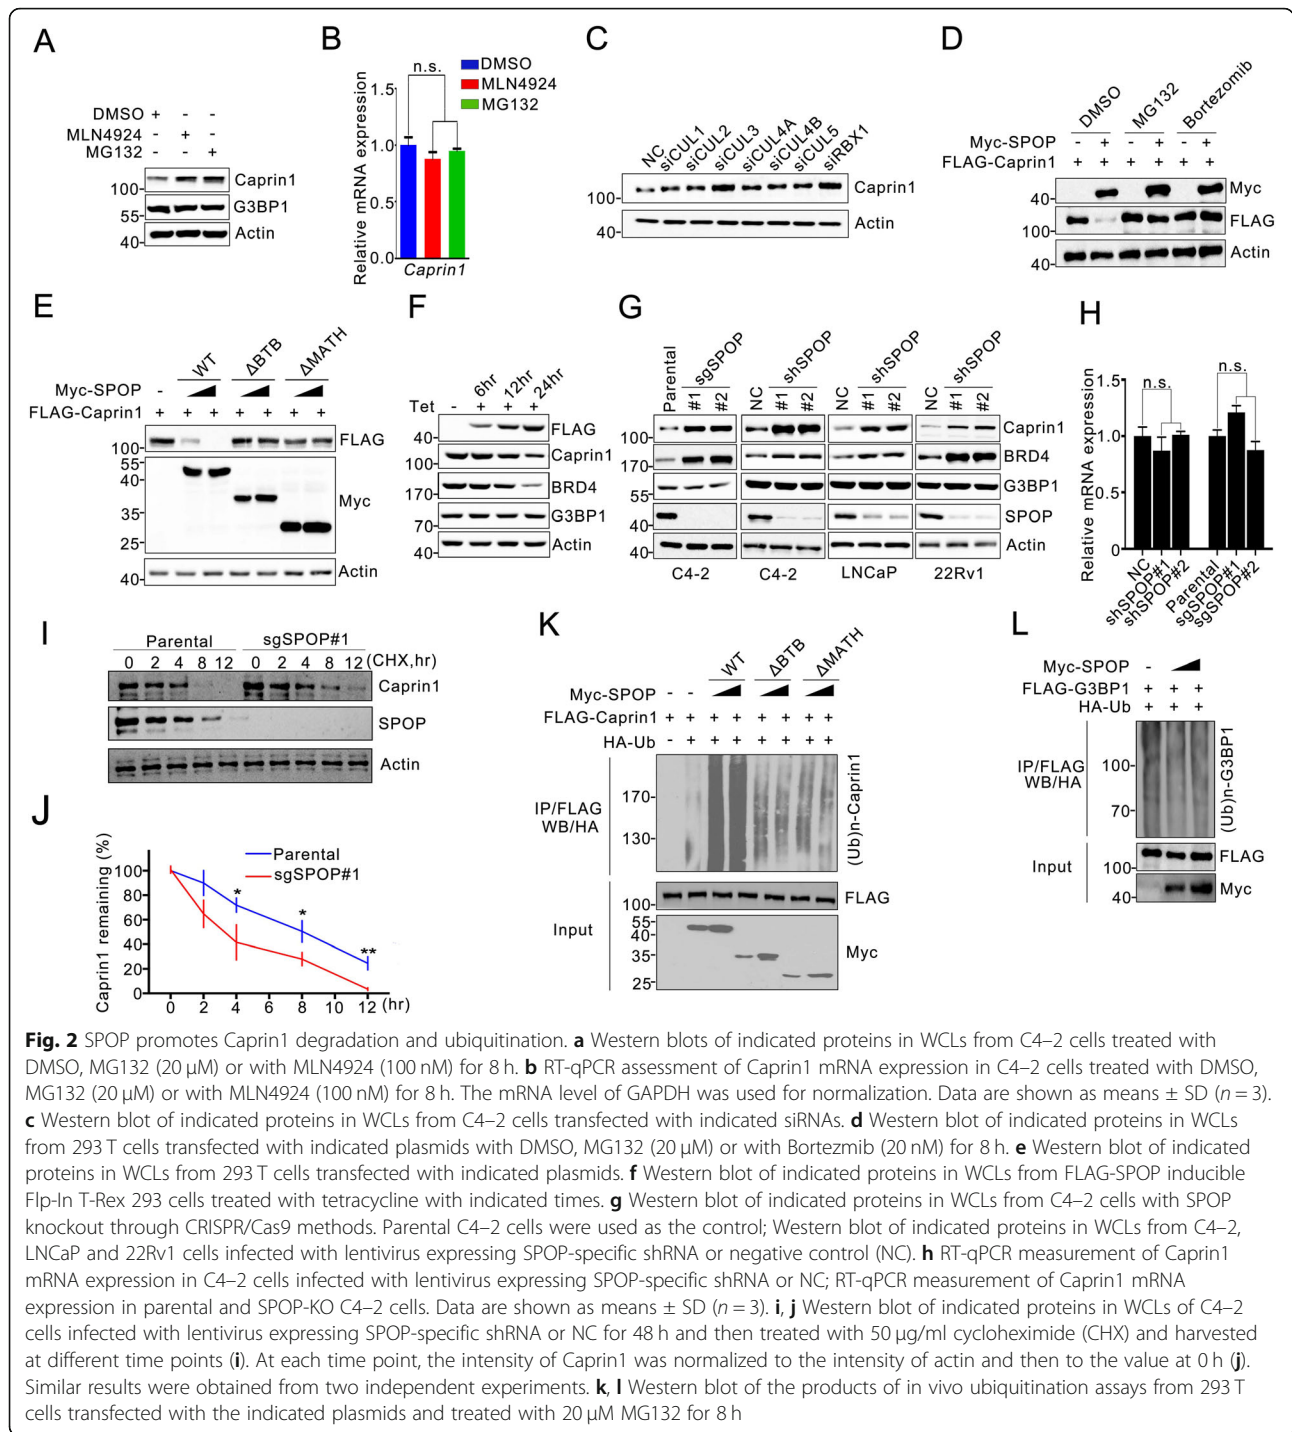 A
DMSO + - -
MLN4924 - + -
MG132 - - +
100- Caprin1
55- G3BP1
40- Actin
B
DMSO
MLN4924
MG132
n.s.
Relative mRNA expression
1.5
1.0
0.5
0.0
Caprin1
C
NC siCUL1 siCUL2 siCUL3 siCUL4A siCUL4B siCUL5 siRBX1
100- Caprin1
40- Actin
D
DMSO MG132 Bortezomib
Myc-SPOP - + - + - +
FLAG-Caprin1 + + + + + +
40- Myc
100- FLAG
40- Actin
E
WT ΔBTB ΔMATH
Myc-SPOP -
FLAG-Caprin1 + + + + + + +
100- FLAG
55-
40-
35-
25-
Myc
40- Actin
F
6hr 12hr 24hr
Tet - + + +
40- FLAG
100- Caprin1
170- BRD4
70- G3BP1
40- Actin
G
Parental sgSPOP #1 #2
NC shSPOP #1 #2
NC shSPOP #1 #2
NC shSPOP #1 #2
100- Caprin1
170- BRD4
55- G3BP1
40- SPOP
40- Actin
C4-2 C4-2 LNCaP 22Rv1
H
Relative mRNA expression
1.5
1.0
0.5
0
n.s. n.s.
NC shSPOP#1 shSPOP#2 Parental sgSPOP#1 sgSPOP#2
I
Parental sgSPOP#1
0 2 4 8 12 0 2 4 8 12 (CHX,hr)
Caprin1
SPOP
Actin
J
Caprin1 remaining (%)
100
80
60
40
20
0
Parental
sgSPOP#1
* * **
0 2 4 6 8 10 12 (hr)
K
WT ΔBTB ΔMATH
Myc-SPOP - -
FLAG-Caprin1 + + + + + + + +
HA-Ub - + + + + + + +
IP/FLAG
WB/HA
170-
130-
(Ub)n-Caprin1
Input
100- FLAG
55-
40-
35-
25-
Myc
L
Myc-SPOP -
FLAG-G3BP1 + + +
HA-Ub + + +
IP/FLAG
WB/HA
100-
70-
(Ub)n-G3BP1
Input
100- FLAG
40- Myc
Fig. 2 SPOP promotes Caprin1 degradation and ubiquitination. a Western blots of indicated proteins in WCLs from C4–2 cells treated with
DMSO, MG132 (20 μM) or with MLN4924 (100 nM) for 8 h. b RT-qPCR assessment of Caprin1 mRNA expression in C4–2 cells treated with DMSO,
MG132 (20 μM) or with MLN4924 (100 nM) for 8 h. The mRNA level of GAPDH was used for normalization. Data are shown as means ± SD (n = 3).
c Western blot of indicated proteins in WCLs from C4–2 cells transfected with indicated siRNAs. d Western blot of indicated proteins in WCLs
from 293 T cells transfected with indicated plasmids with DMSO, MG132 (20 μM) or with Bortezmib (20 nM) for 8 h. e Western blot of indicated
proteins in WCLs from 293 T cells transfected with indicated plasmids. f Western blot of indicated proteins in WCLs from FLAG-SPOP inducible
Flp-In T-Rex 293 cells treated with tetracycline with indicated times. g Western blot of indicated proteins in WCLs from C4–2 cells with SPOP
knockout through CRISPR/Cas9 methods. Parental C4–2 cells were used as the control; Western blot of indicated proteins in WCLs from C4–2,
LNCaP and 22Rv1 cells infected with lentivirus expressing SPOP-specific shRNA or negative control (NC). h RT-qPCR measurement of Caprin1
mRNA expression in C4–2 cells infected with lentivirus expressing SPOP-specific shRNA or NC; RT-qPCR measurement of Caprin1 mRNA
expression in parental and SPOP-KO C4–2 cells. Data are shown as means ± SD (n = 3). i, j Western blot of indicated proteins in WCLs of C4–2
cells infected with lentivirus expressing SPOP-specific shRNA or NC for 48 h and then treated with 50 μg/ml cycloheximide (CHX) and harvested
at different time points (i). At each time point, the intensity of Caprin1 was normalized to the intensity of actin and then to the value at 0 h (j).
Similar results were obtained from two independent experiments. k, l Western blot of the products of in vivo ubiquitination assays from 293 T
cells transfected with the indicated plasmids and treated with 20 μM MG132 for 8 h